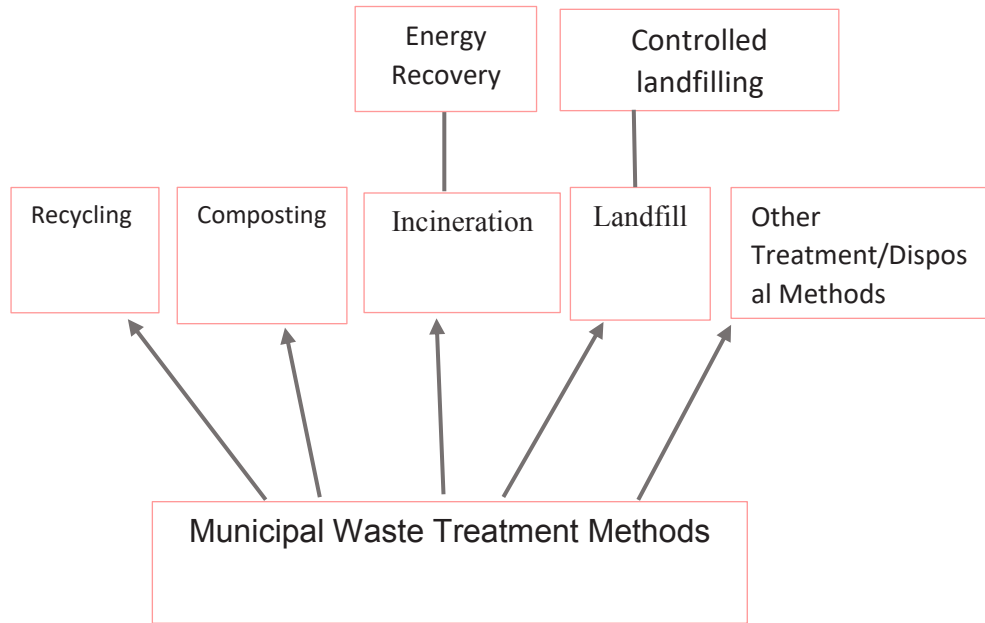 Energy
Recovery
Controlled
landfilling
Recycling
Composting
Incineration
Landfill
Other
Treatment/Dispos
al Methods
Municipal Waste Treatment Methods